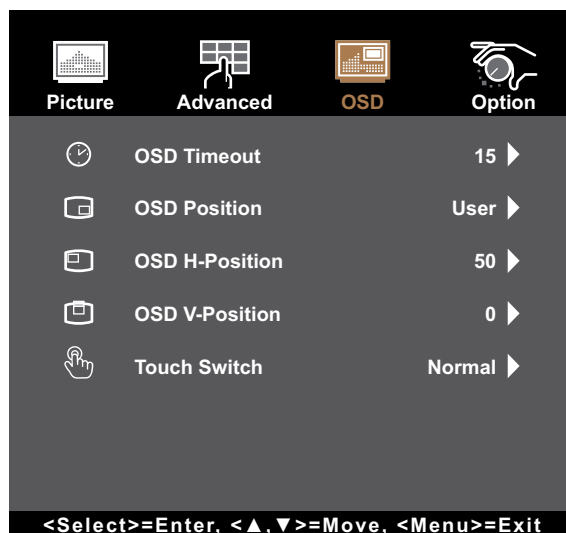 Picture Advanced OSD Option
OSD Timeout 15
OSD Position User
OSD H-Position 50
OSD V-Position 0
Touch Switch Normal
<Select>=Enter, <▲,▼>=Move, <Menu>=Exit